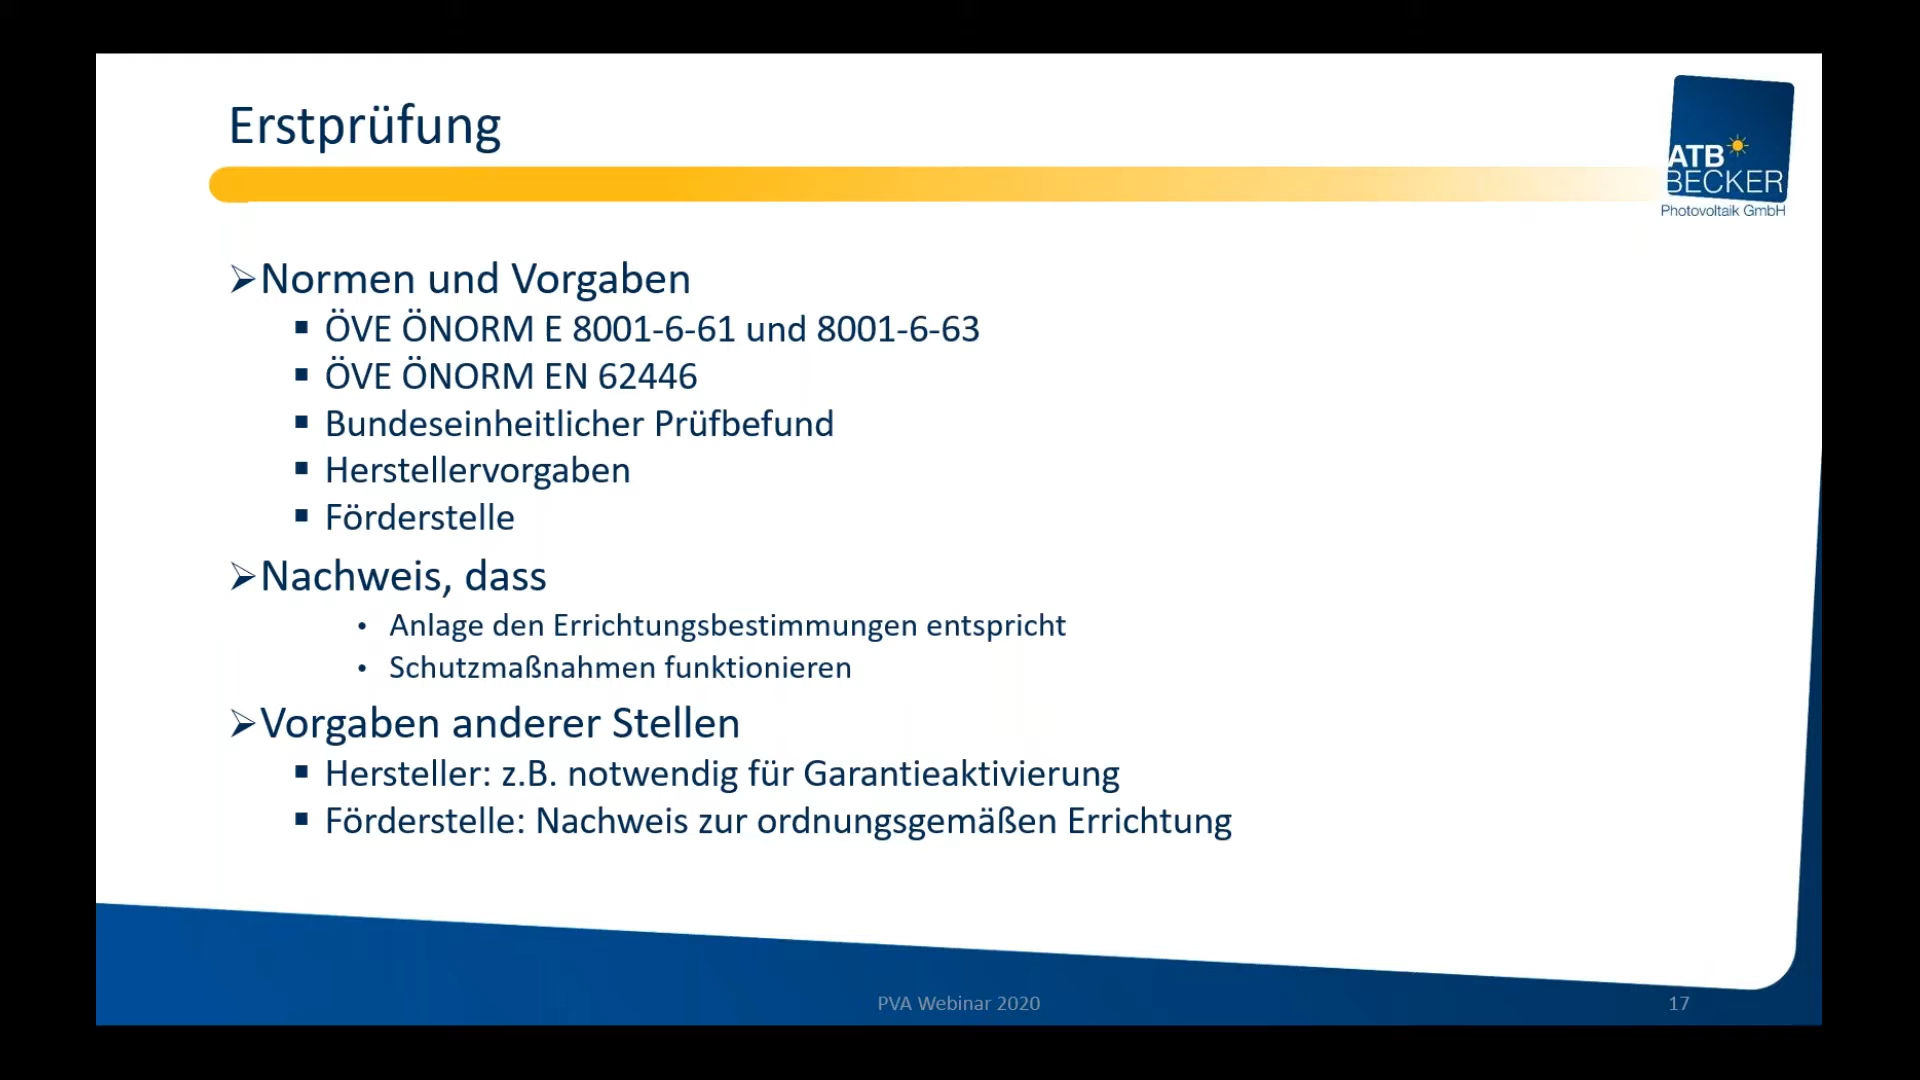 Erstprüfung
ATB
BECKER
Photovoltaik GmbH
➢Normen und Vorgaben
▪ ÖVE ÖNORM E 8001-6-61 und 8001-6-63
▪ ÖVE ÖNORM EN 62446
▪ Bundeseinheitlicher Prüfbefund
▪ Herstellervorgaben
▪ Förderstelle
➢Nachweis, dass
• Anlage den Errichtungsbestimmungen entspricht
• Schutzmaßnahmen funktionieren
➢Vorgaben anderer Stellen
▪ Hersteller: z.B. notwendig für Garantieaktivierung
▪ Förderstelle: Nachweis zur ordnungsgemäßen Errichtung
PVA Webinar 2020
17